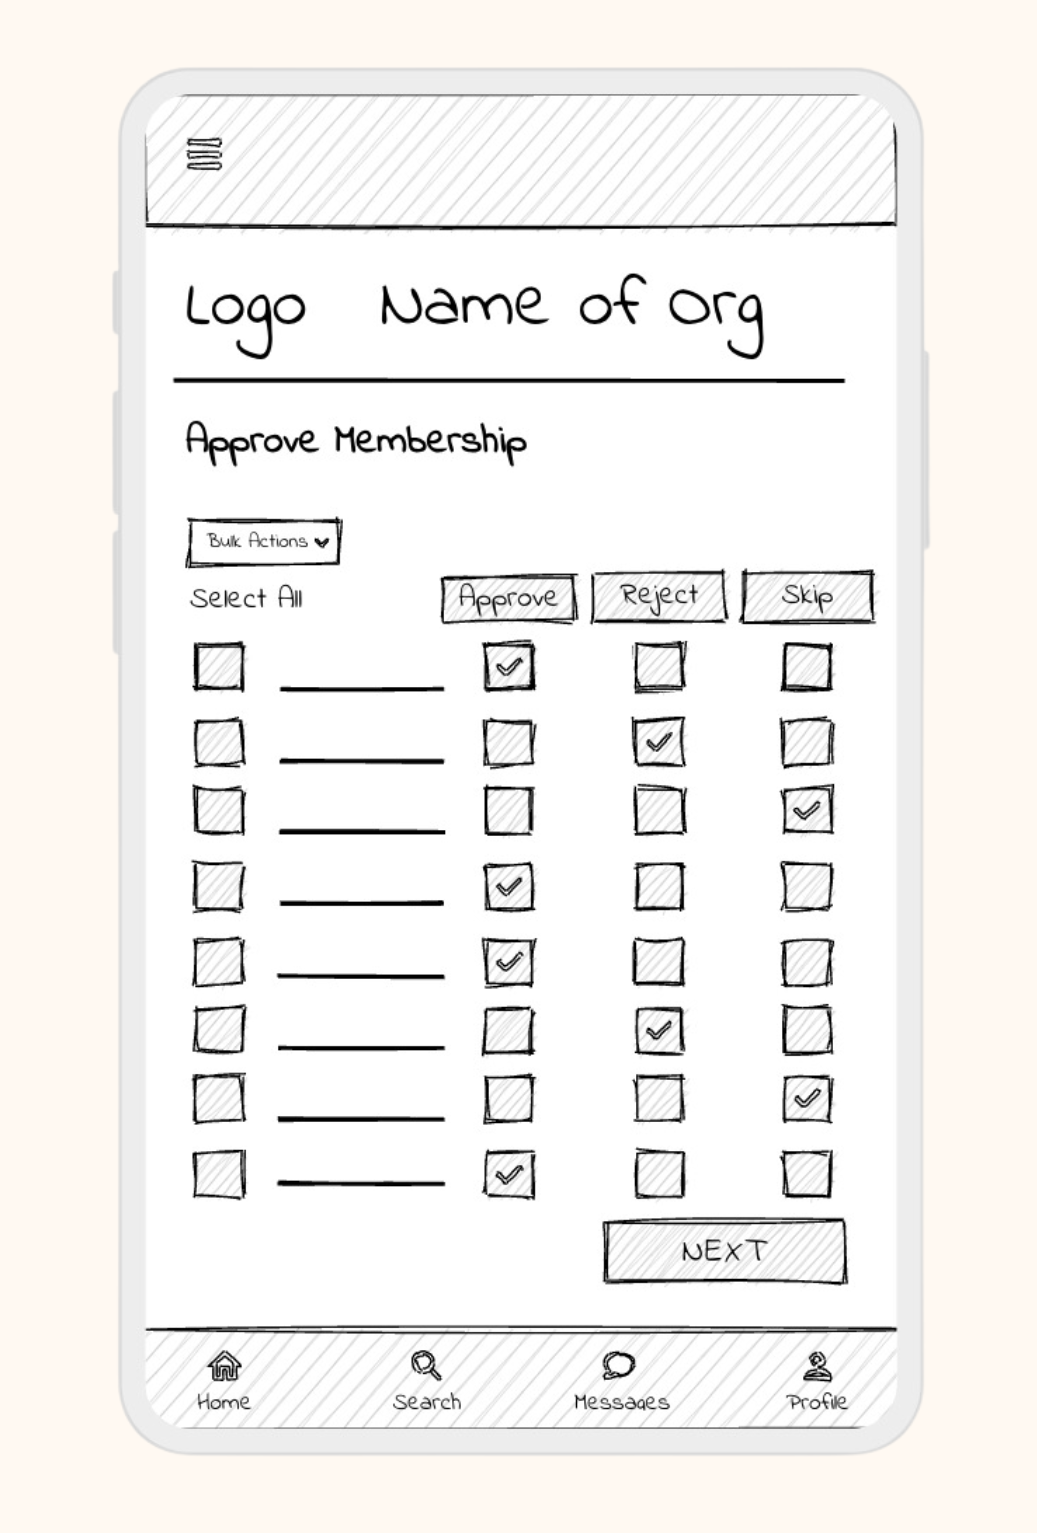 Logo Name of Org
Approve Membership
Bulk Actions
Select All Approve Reject Skip
NEXT
Home Search Messages Profile